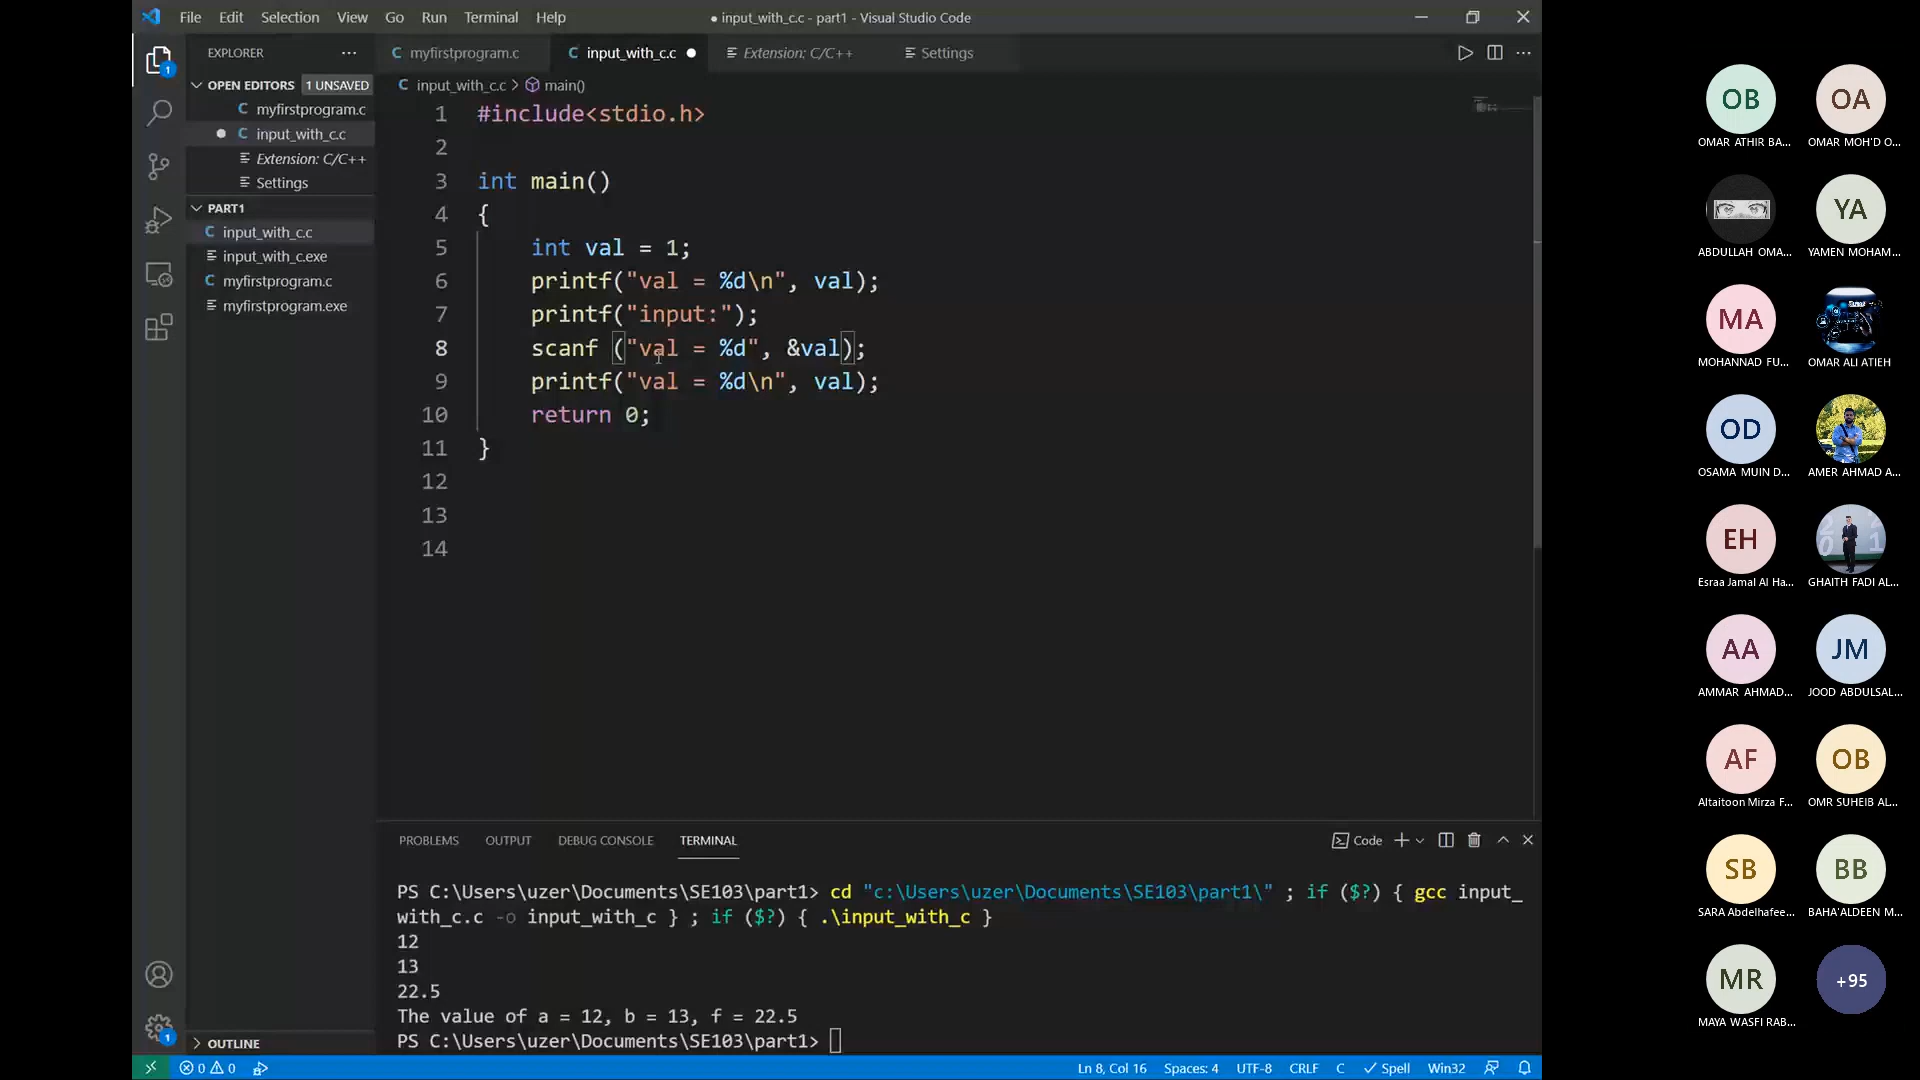 File Edit Selection View Go Run Terminal Help
● input_with_c.c - part1 - Visual Studio Code
EXPLORER
myfirstprogram.c
input_with_c.c
Extension: C/C++
Settings
OPEN EDITORS 1 UNSAVED
myfirstprogram.c
input_with_c.c
Extension: C/C++
Settings
PART1
input_with_c.c
input_with_c.exe
myfirstprogram.c
myfirstprogram.exe
OUTLINE
input_with_c.c > main()
1 #include<stdio.h>
2
3 int main()
4 {
5 int val = 1;
6 printf("val = %d\n", val);
7 printf("input:");
8 scanf ("val = %d", &val);
9 printf("val = %d\n", val);
10 return 0;
11 }
12
13
14
PROBLEMS OUTPUT DEBUG CONSOLE TERMINAL
Code
PS C:\Users\uzer\Documents\SE103\part1> cd "c:\Users\uzer\Documents\SE103\part1\" ; if ($?) { gcc input_
with_c.c -o input_with_c } ; if ($?) { .\input_with_c }
12
13
22.5
The value of a = 12, b = 13, f = 22.5
PS C:\Users\uzer\Documents\SE103\part1>
0 0
Ln 8, Col 16 Spaces: 4 UTF-8 CRLF C Spell Win32
1
1
OB OA
OMAR ATHIR BA... OMAR MOH'D O...
YA
ABDULLAH OMA... YAMEN MOHAM...
MA
MOHANNAD FU... OMAR ALI ATIEH
OD
OSAMA MUIN D... AMER AHMAD A...
EH
Esraa Jamal Al Ha... GHAITH FADI AL...
AA JM
AMMAR AHMAD... JOOD ABDULSAL...
AF OB
Altaitoon Mirza F... OMR SUHEIB AL...
SB BB
SARA Abdelhafee... BAHA'ALDEEN M...
MR +95
MAYA WASFI RAB...